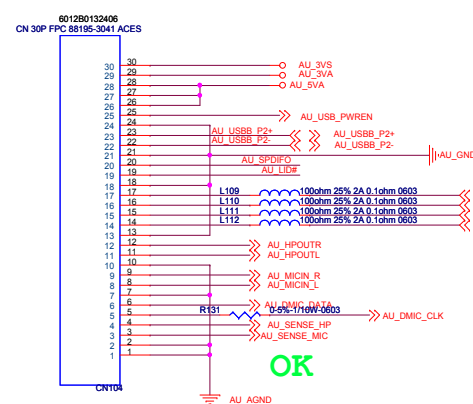 6012B0132406
CN 30P FPC 88195-3041 ACES
30 30 AU_3VS
29 29 AU_3VA
28 28 AU_5VA
27 27
26 26
25 25 AU_USB_PWREN
24 24
23 23 AU_USBB_P2+ AU_USBB_P2+
22 22 AU_USBB_P2- AU_USBB_P2-
21 21 AU_GND
20 20 AU_SPDIFO
19 19 AU_LID#
18 18
17 17 L109 100ohm 25% 2A 0.1ohm 0603
16 16 L110 100ohm 25% 2A 0.1ohm 0603
15 15 L111 100ohm 25% 2A 0.1ohm 0603
14 14 L112 100ohm 25% 2A 0.1ohm 0603
13 13
12 12 AU_HPOUTR
11 11 AU_HPOUTL
10 10
9 9 AU_MICIN_R
8 8 AU_MICIN_L
7 7
6 6 AU_DMIC_DATA
5 5 R131 0-5%-1/16W-0603 AU_DMIC_CLK
4 4 AU_SENSE_HP
3 3 AU_SENSE_MIC
2 2
1 1
OK
CN104
AU_AGND